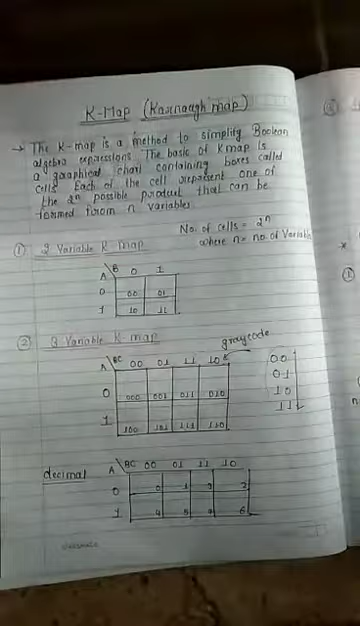 K-Map (Karnaugh map)
→ The K-map is a method to simplify Boolean
algebra expressions. The basic of K map is
a graphical chart containing boxes called
cells. Each of the cell represent one of
the 2ⁿ possible product that can be
formed from n variables.
No. of cells = 2ⁿ
where n = no. of Variable
① 2 Variable K map
A\B 0 1
0 00 01
1 10 11
② 3 Variable K map
gray code
A\BC 00 01 11 10
0 000 001 011 010
1 100 101 111 110
00
01
10
11
decimal A\BC 00 01 11 10
0 0 1 3 2
1 4 5 7 6